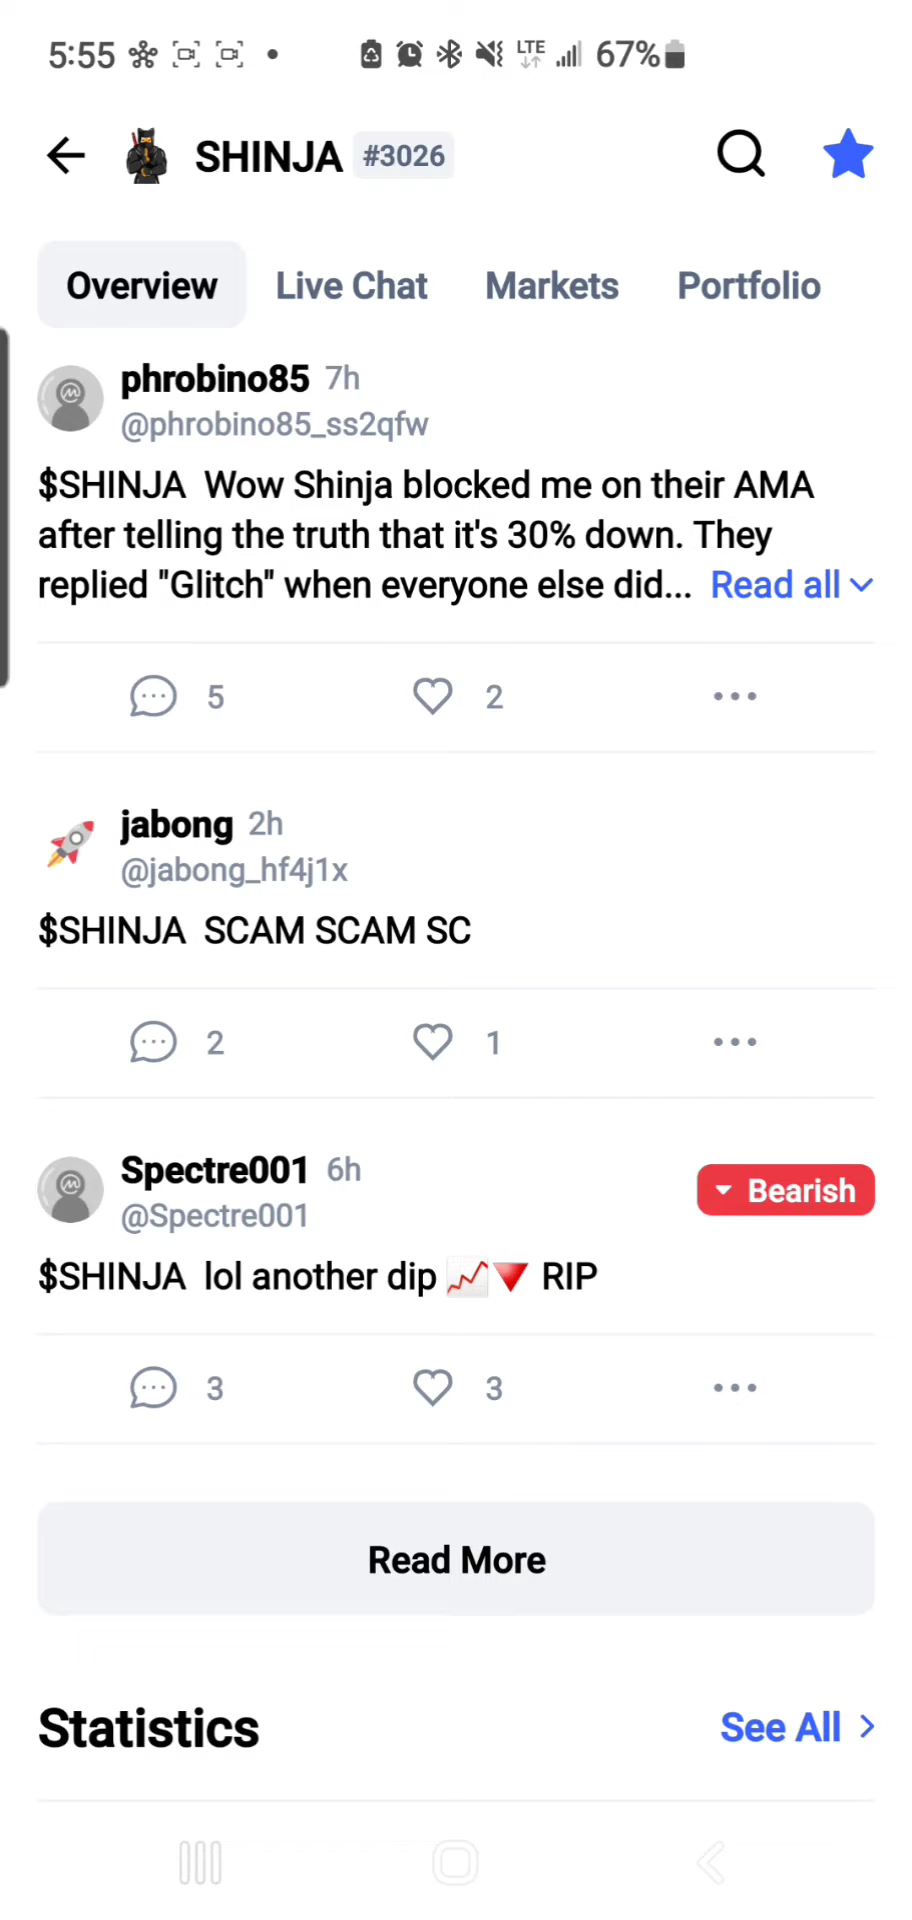 5:55 LTE 67%
SHINJA #3026
Overview Live Chat Markets Portfolio
phrobino85 7h
@phrobino85_ss2qfw
$SHINJA Wow Shinja blocked me on their AMA
after telling the truth that it's 30% down. They
replied "Glitch" when everyone else did... Read all
5 2
jabong 2h
@jabong_hf4j1x
$SHINJA SCAM SCAM SC
2 1
Spectre001 6h
@Spectre001
Bearish
$SHINJA lol another dip 📈🔻 RIP
3 3
Read More
Statistics See All